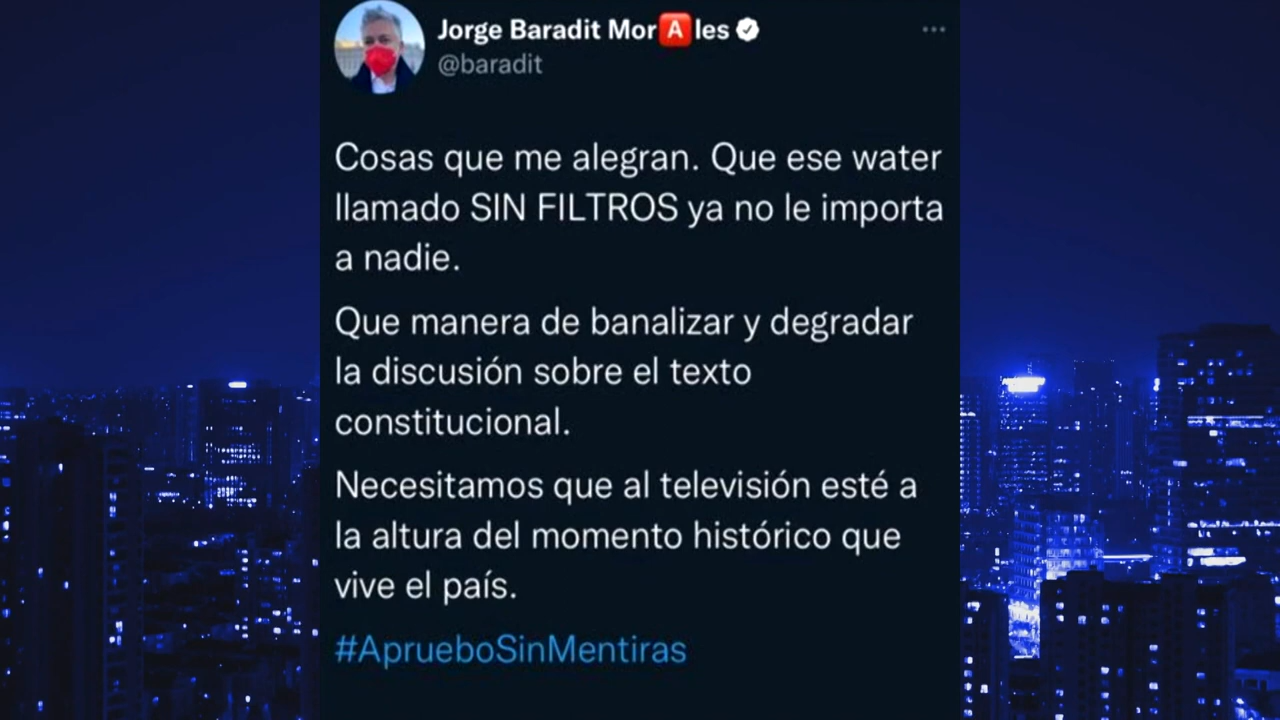 Jorge Baradit Mor🅰️les
@baradit
Cosas que me alegran. Que ese water
llamado SIN FILTROS ya no le importa
a nadie.
Que manera de banalizar y degradar
la discusión sobre el texto
constitucional.
Necesitamos que al televisión esté a
la altura del momento histórico que
vive el país.
#AprueboSinMentiras